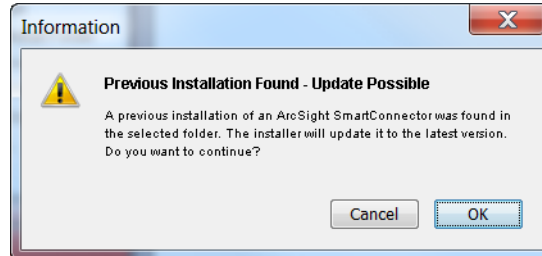 Information
Previous Installation Found - Update Possible
A previous installation of an ArcSight SmartConnector was found in
the selected folder. The installer will update it to the latest version.
Do you want to continue?
Cancel OK